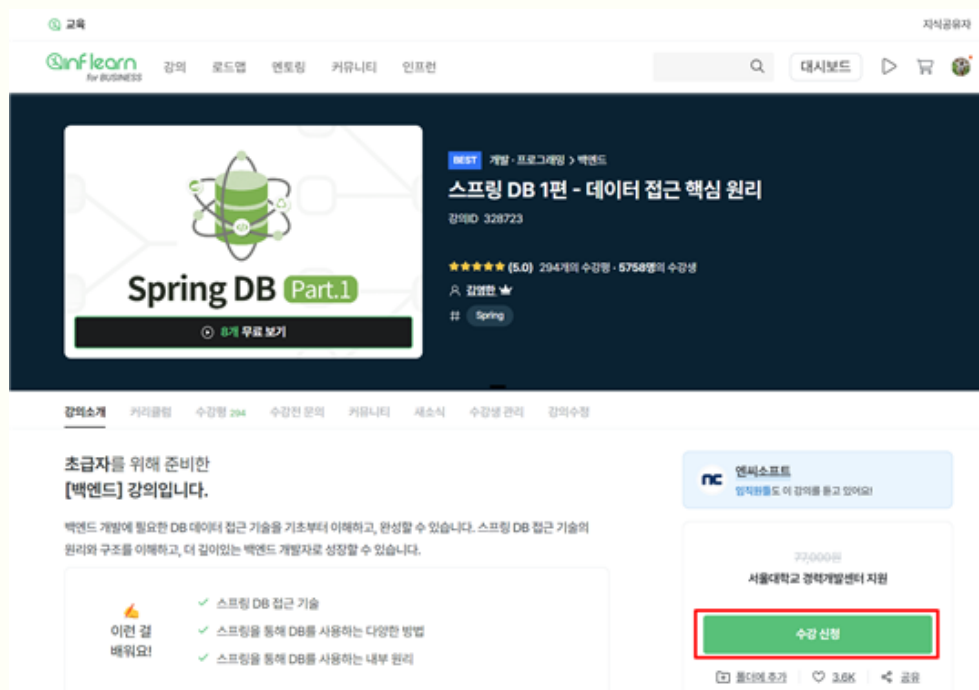 교육
지식공유자
inflearn
for BUSINESS
강의 로드맵 멘토링 커뮤니티 인프런
대시보드
BEST 개발 · 프로그래밍 > 백엔드
스프링 DB 1편 - 데이터 접근 핵심 원리
강의ID 328723
(5.0) 294개의 수강평 · 5758명의 수강생
김영한
# Spring
Spring DB Part.1
8개 무료 보기
강의소개 커리큘럼 수강평 294 수강전 문의 커뮤니티 새소식 수강생 관리 강의수정
초급자를 위해 준비한
[백엔드] 강의입니다.
백엔드 개발에 필요한 DB 데이터 접근 기술을 기초부터 이해하고, 완성할 수 있습니다. 스프링 DB 접근 기술의
원리와 구조를 이해하고, 더 깊이있는 백엔드 개발자로 성장할 수 있습니다.
이런 걸
배워요!
스프링 DB 접근 기술
스프링을 통해 DB를 사용하는 다양한 방법
스프링을 통해 DB를 사용하는 내부 원리
nc 엔씨소프트
임직원들도 이 강의를 듣고 있어요!
77,000원
서울대학교 경력개발센터 지원
수강 신청
폴더에 추가 3.6K 공유